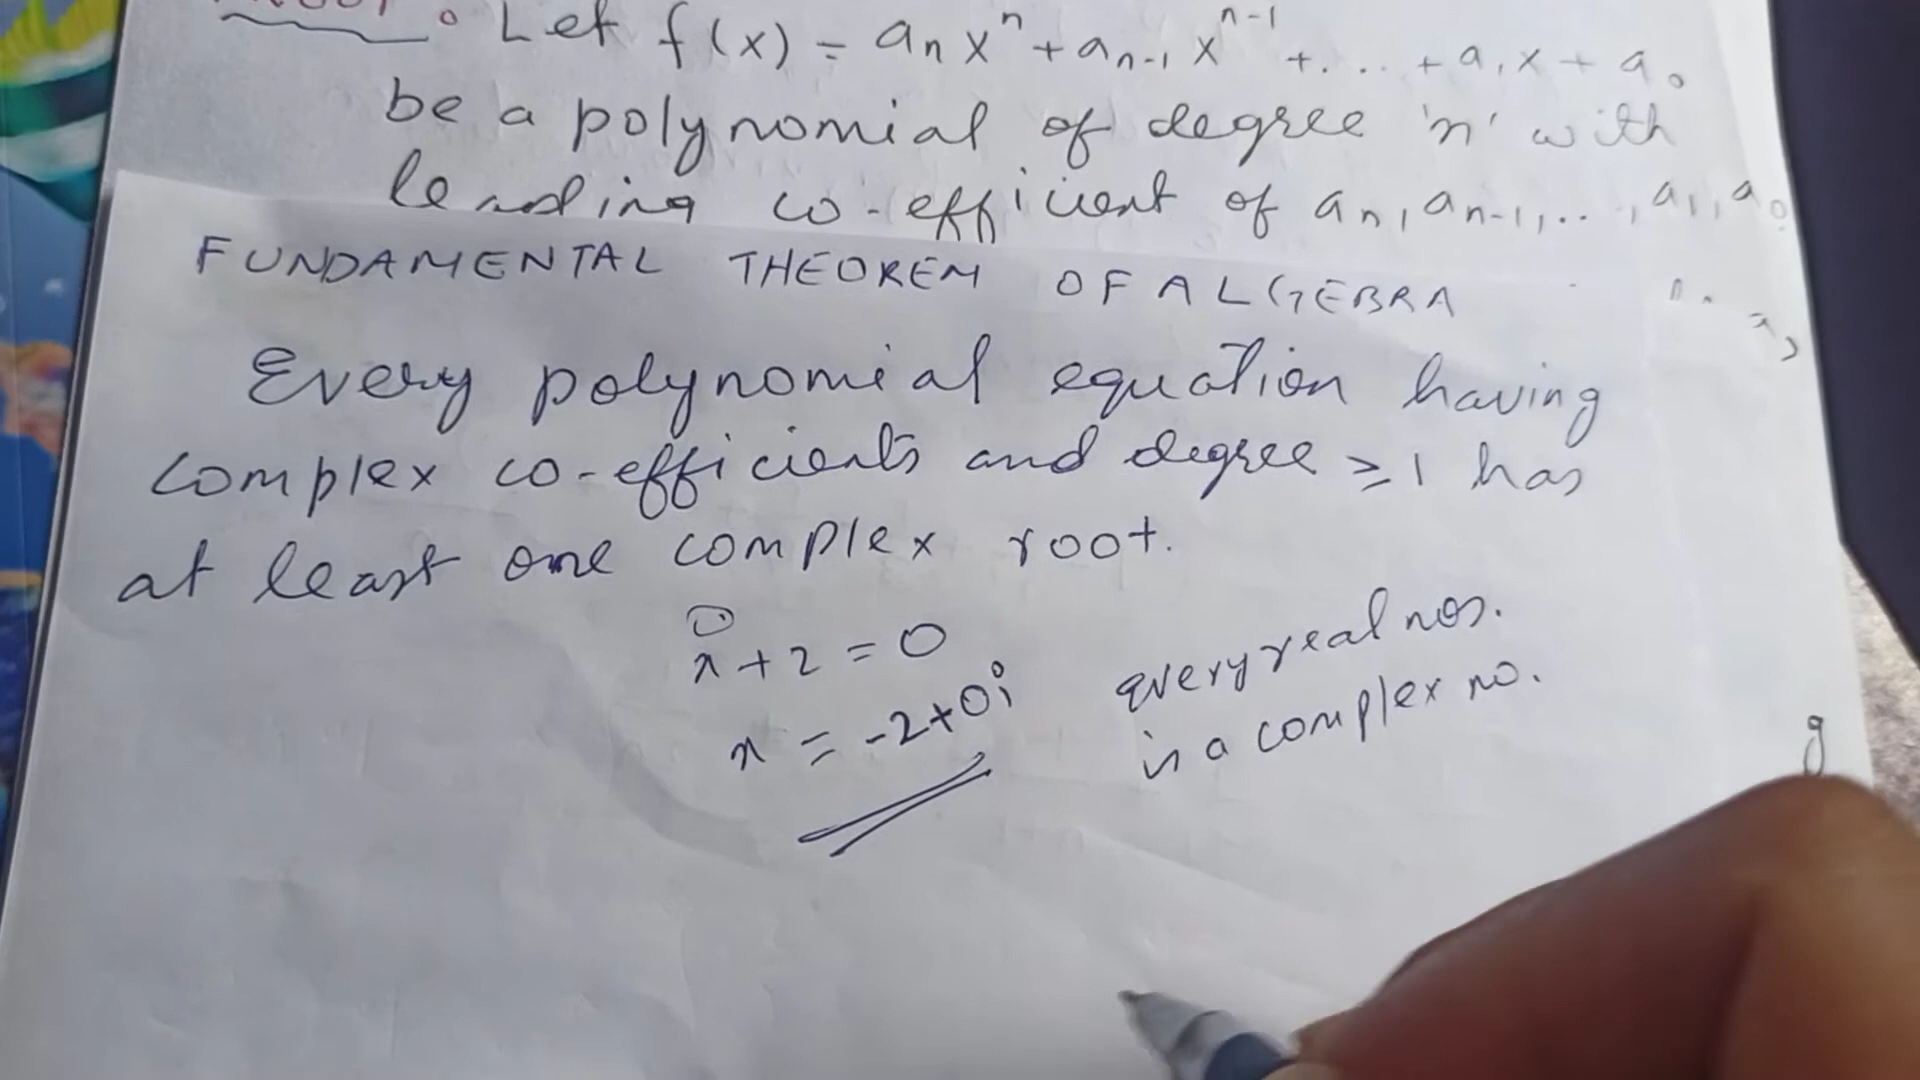 Let f(x) = aₙxⁿ + aₙ₋₁xⁿ⁻¹ + ... + a₁x + a₀
be a polynomial of degree 'n' with
leading co-efficient of aₙ, aₙ₋₁, ..., a₁, a₀
FUNDAMENTAL THEOREM OF ALGEBRA
Every polynomial equation having
complex co-efficients and degree ≥ 1 has
at least one complex root.
x + 2 = 0
x = -2+0i
every real nos.
is a complex no.
g